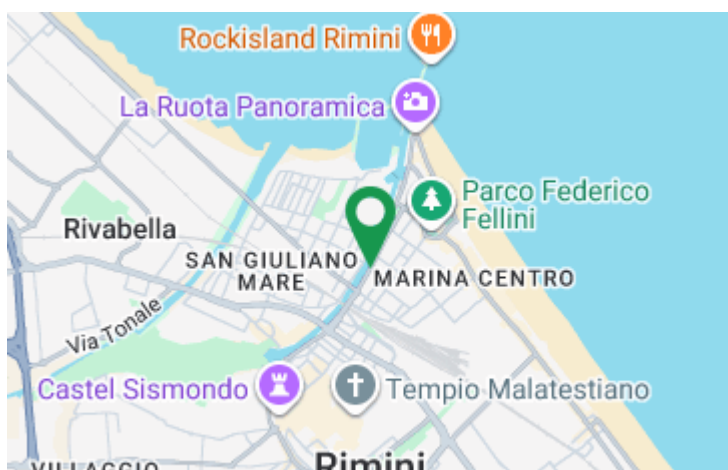 Rockisland Rimini
La Ruota Panoramica
Parco Federico
Fellini
Rivabella
SAN GIULIANO
MARE
MARINA CENTRO
Via Tonale
Castel Sismondo
Tempio Malatestiano
Rimini
VILLAGGIO